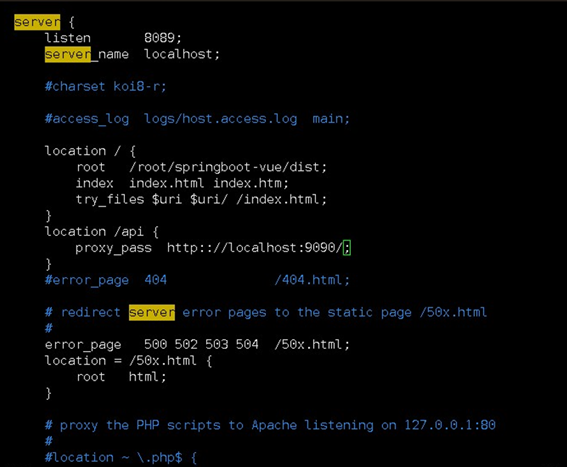 server {
listen 8089;
server_name localhost;
#charset koi8-r;
#access_log logs/host.access.log main;
location / {
root /root/springboot-vue/dist;
index index.html index.htm;
try_files $uri $uri/ /index.html;
}
location /api {
proxy_pass http:://localhost:9090/;
}
#error_page 404 /404.html;
# redirect server error pages to the static page /50x.html
#
error_page 500 502 503 504 /50x.html;
location = /50x.html {
root html;
}
# proxy the PHP scripts to Apache listening on 127.0.0.1:80
#
#location ~ \.php$ {